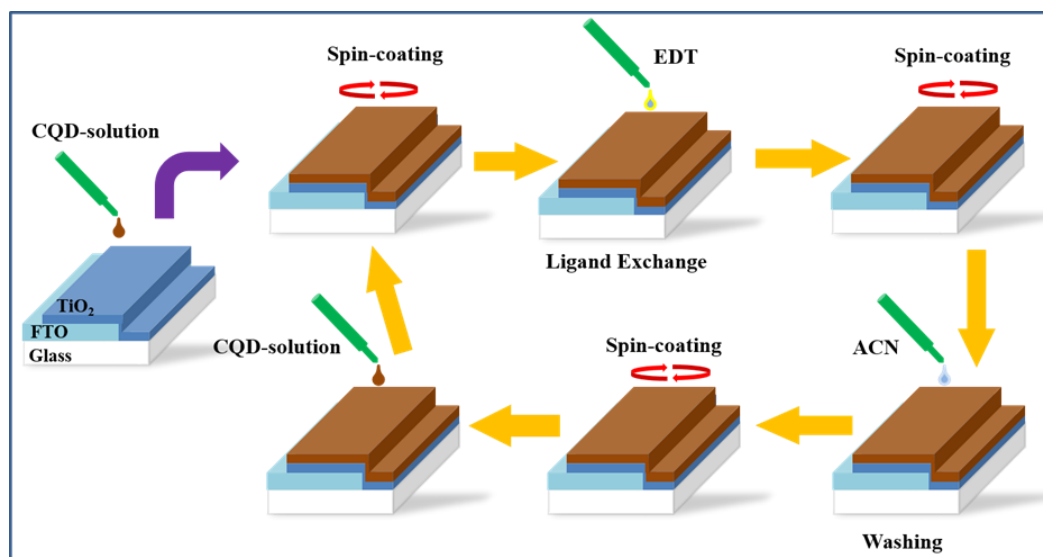 Spin-coating
EDT
Spin-coating
CQD-solution
Ligand Exchange
TiO₂
FTO
Glass
CQD-solution
Spin-coating
ACN
Washing